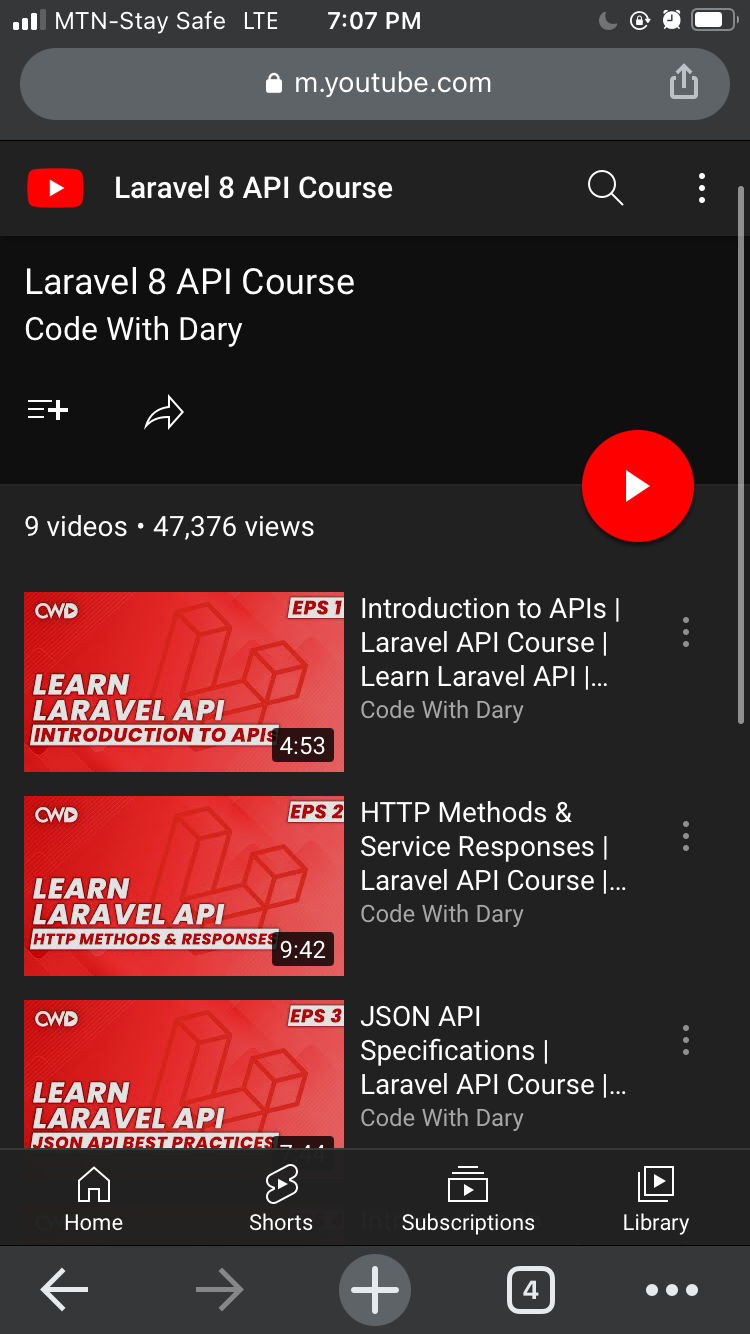 MTN-Stay Safe LTE 7:07 PM
m.youtube.com
Laravel 8 API Course
Laravel 8 API Course
Code With Dary
9 videos • 47,376 views
CWD
EPS 1
LEARN
LARAVEL API
INTRODUCTION TO APIs
4:53
Introduction to APIs |
Laravel API Course |
Learn Laravel API |...
Code With Dary
CWD
EPS 2
LEARN
LARAVEL API
HTTP METHODS & RESPONSES
9:42
HTTP Methods &
Service Responses |
Laravel API Course |...
Code With Dary
CWD
EPS 3
LEARN
LARAVEL API
JSON API BEST PRACTICES
7:44
JSON API
Specifications |
Laravel API Course |...
Code With Dary
Home
Shorts
Subscriptions
Library
4